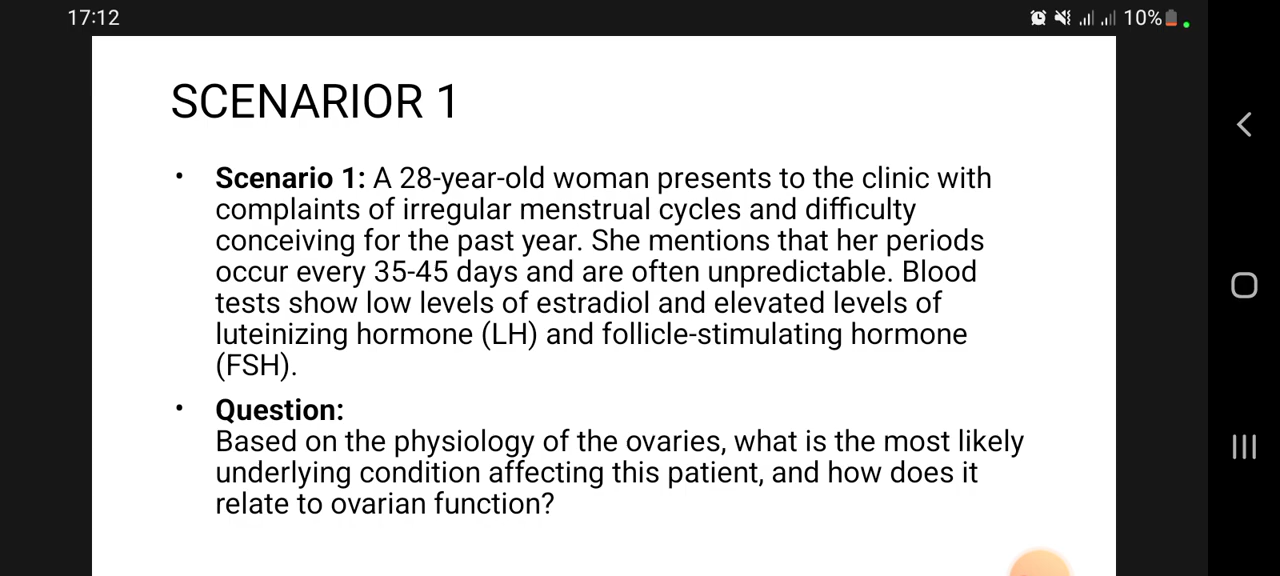 17:12
10%
SCENARIOR 1
• Scenario 1: A 28-year-old woman presents to the clinic with
complaints of irregular menstrual cycles and difficulty
conceiving for the past year. She mentions that her periods
occur every 35-45 days and are often unpredictable. Blood
tests show low levels of estradiol and elevated levels of
luteinizing hormone (LH) and follicle-stimulating hormone
(FSH).
• Question:
Based on the physiology of the ovaries, what is the most likely
underlying condition affecting this patient, and how does it
relate to ovarian function?